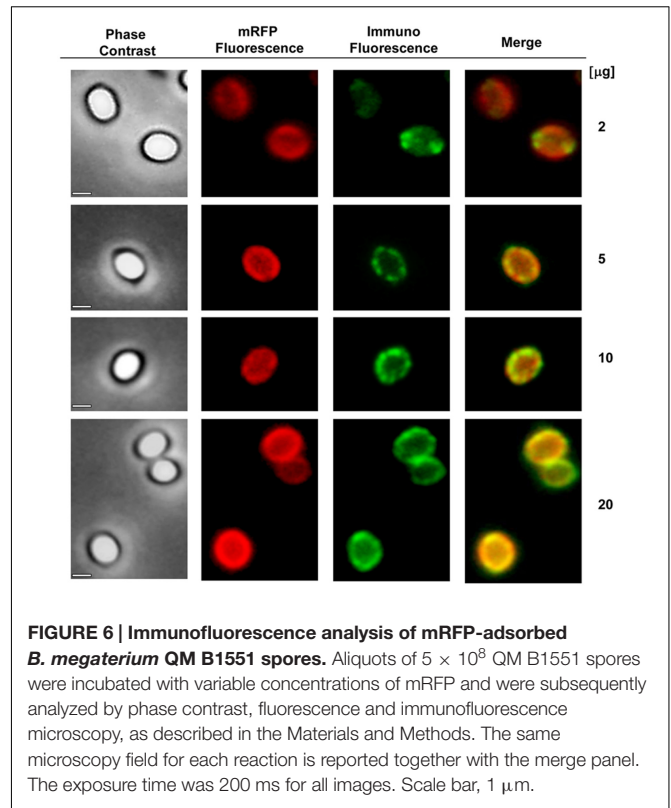 Phase Contrast
mRFP Fluorescence
Immuno Fluorescence
Merge
[μg]
2
5
10
20
FIGURE 6 | Immunofluorescence analysis of mRFP-adsorbed
B. megaterium QM B1551 spores. Aliquots of 5 × 10⁸ QM B1551 spores
were incubated with variable concentrations of mRFP and were subsequently
analyzed by phase contrast, fluorescence and immunofluorescence
microscopy, as described in the Materials and Methods. The same
microscopy field for each reaction is reported together with the merge panel.
The exposure time was 200 ms for all images. Scale bar, 1 μm.